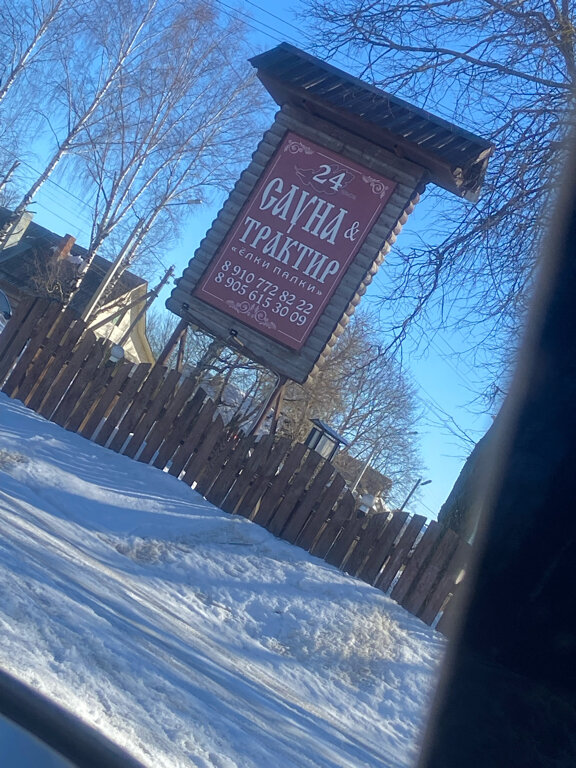 24
САУНА &
ТРАКТИР
«ЁЛКИ ПАЛКИ»
8 910 772 82 22
8 905 615 30 09